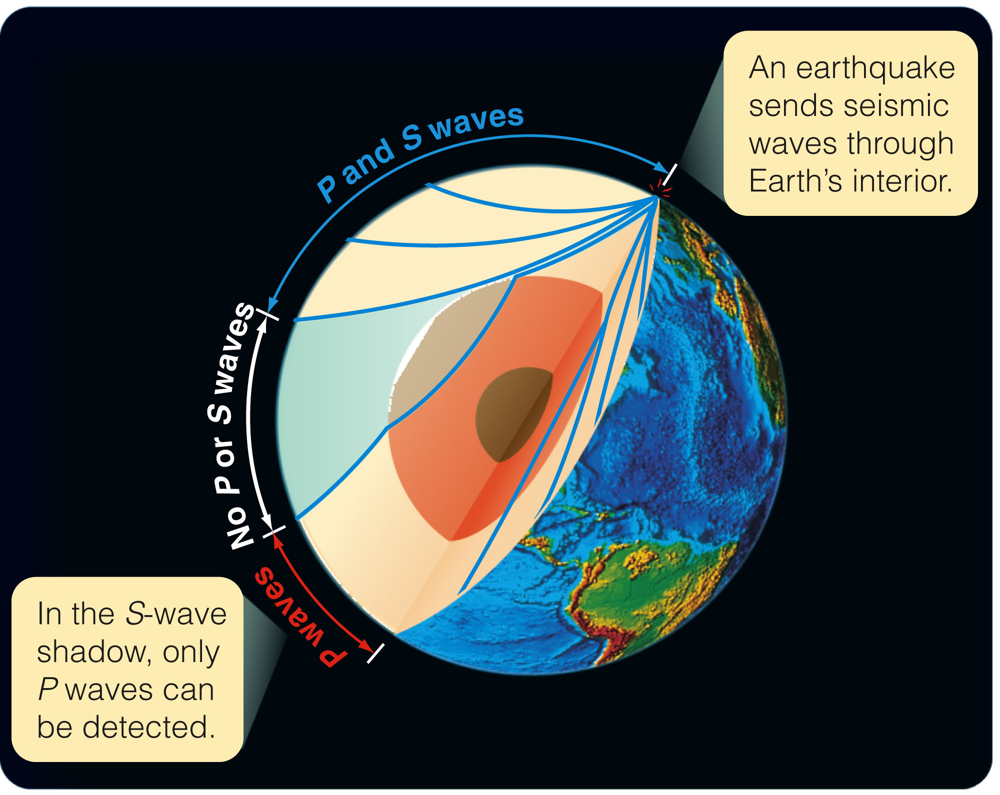 An earthquake
sends seismic
waves through
Earth's interior.
P and S waves
No P or S waves
P waves
In the S-wave
shadow, only
P waves can
be detected.